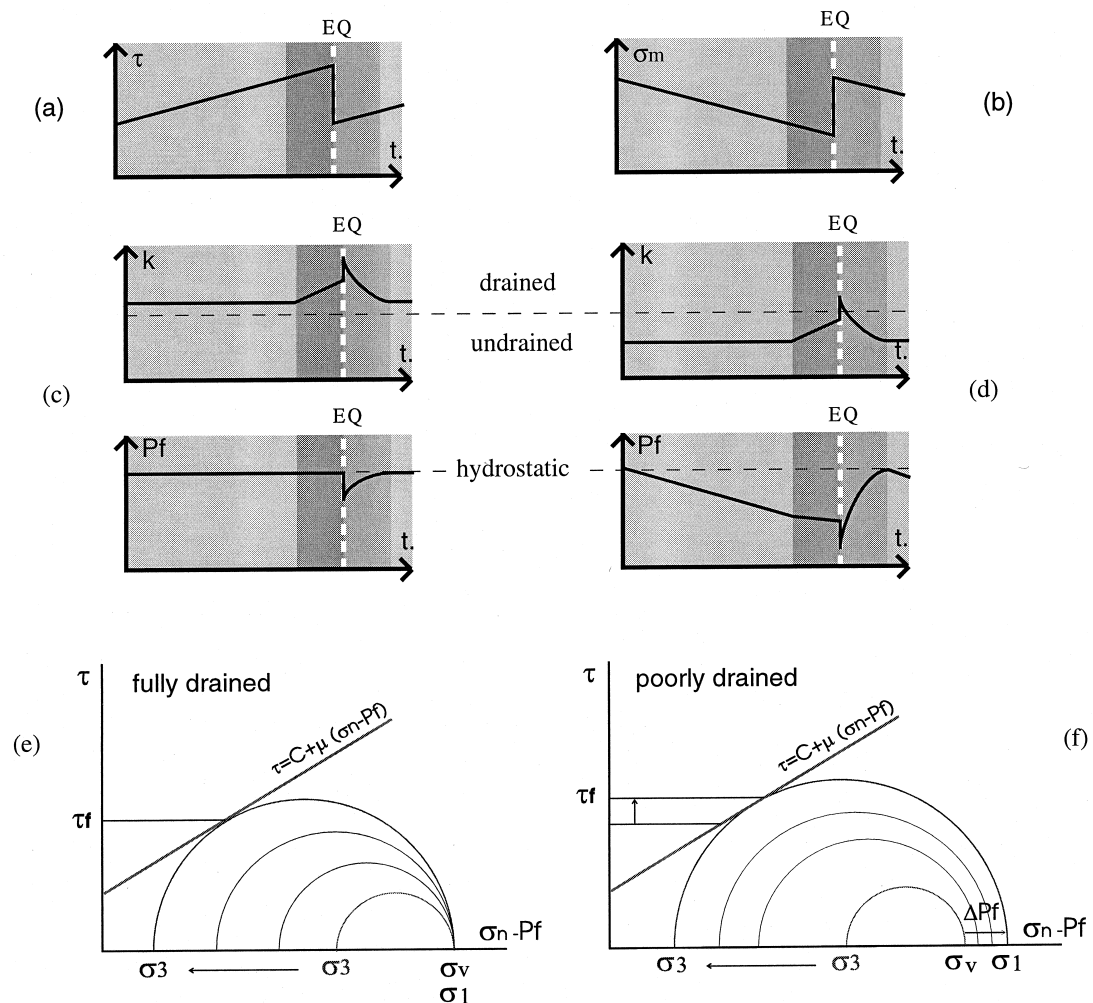 EQ
EQ
τ
σm
(a)
(b)
t.
t.
EQ
EQ
k
k
drained
undrained
t.
t.
(c)
(d)
EQ
EQ
Pf
Pf
hydrostatic
t.
t.
τ
fully drained
τ
poorly drained
τ=C+μ (σn-Pf)
τ=C+μ (σn-Pf)
(e)
(f)
τf
τf
ΔPf
σn -Pf
σn -Pf
σ3
σ3
σv
σ1
σ3
σ3
σv
σ1